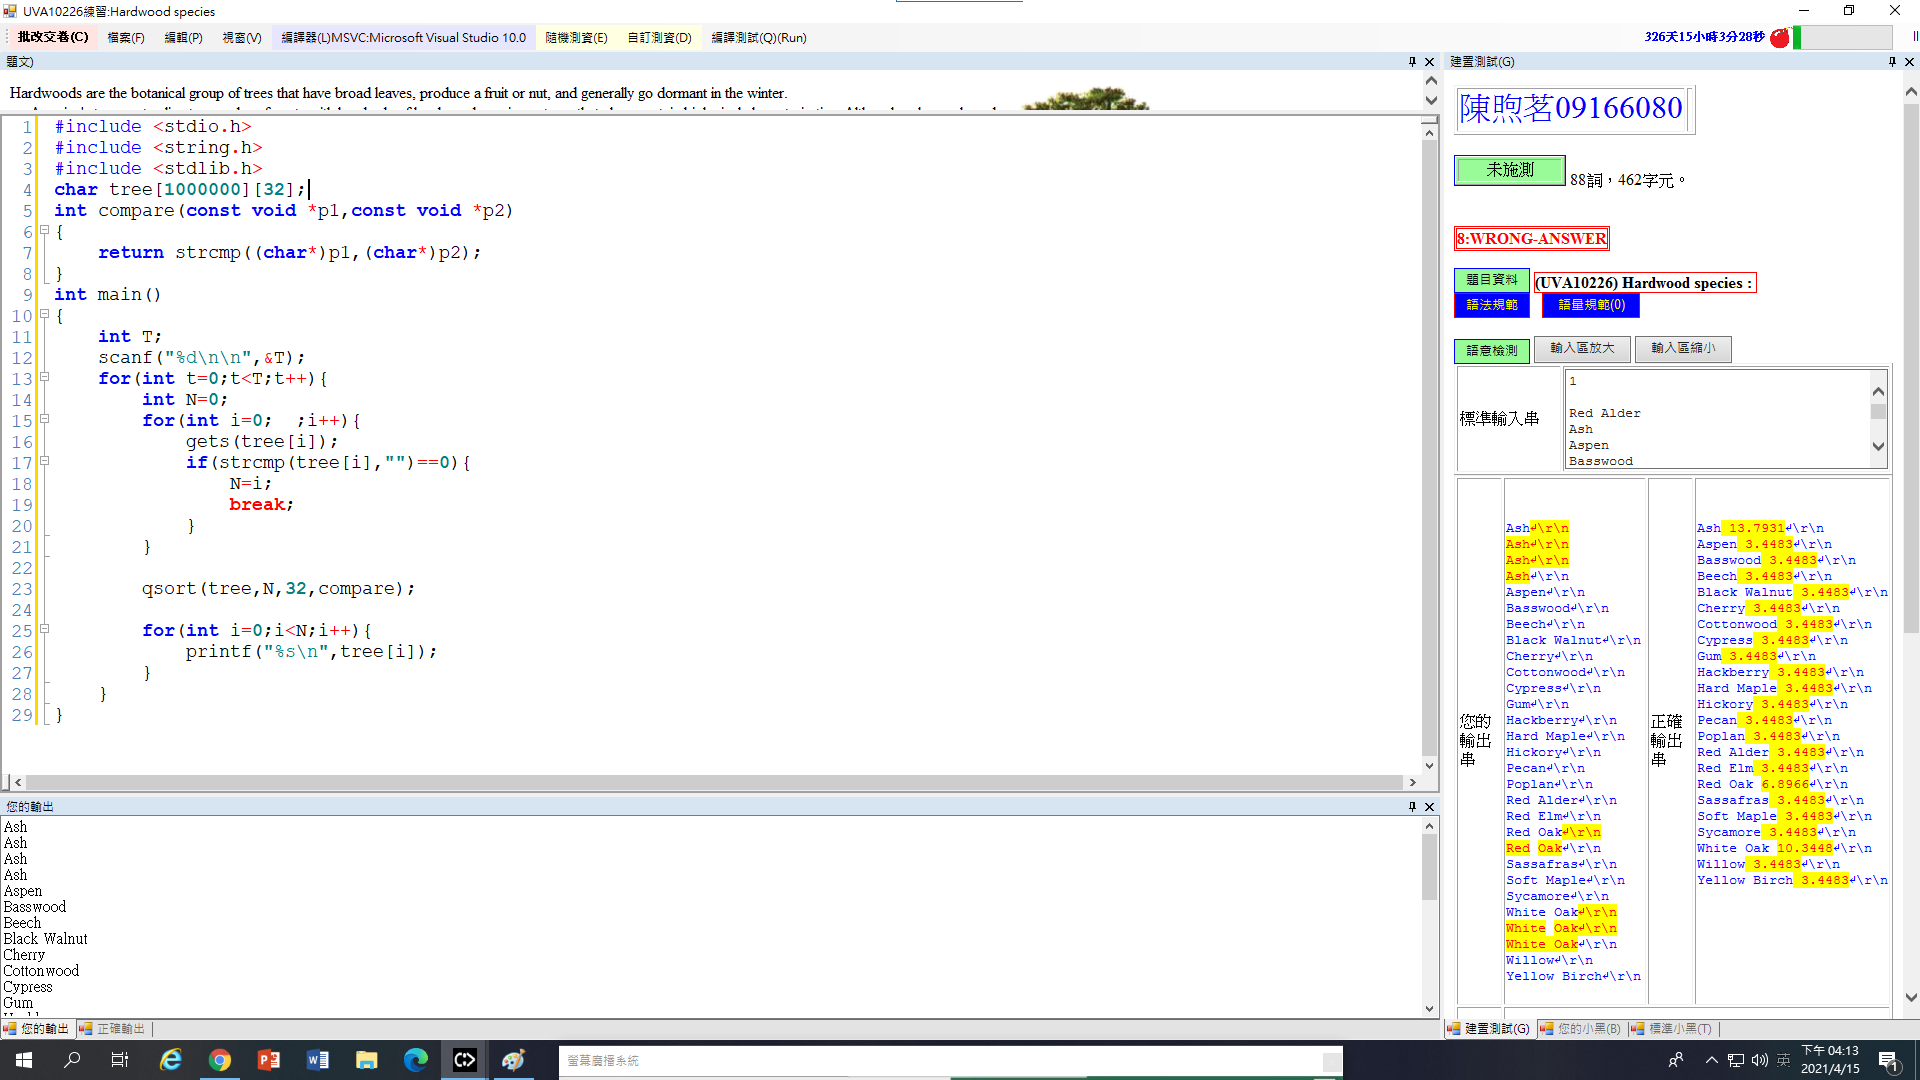 UVA10226練習:Hardwood species
批改交卷(C) 檔案(F) 編輯(P) 視窗(V) 編譯器(L)MSVC:Microsoft Visual Studio 10.0 隨機測資(E) 自訂測資(D) 編譯測試(Q)(Run)
326天15小時3分28秒
題文)
Hardwoods are the botanical group of trees that have broad leaves, produce a fruit or nut, and generally go dormant in the winter.
1 #include <stdio.h>
2 #include <string.h>
3 #include <stdlib.h>
4 char tree[1000000][32];
5 int compare(const void *p1,const void *p2)
6 {
7 return strcmp((char*)p1,(char*)p2);
8 }
9 int main()
10 {
11 int T;
12 scanf("%d\n\n",&T);
13 for(int t=0;t<T;t++){
14 int N=0;
15 for(int i=0; ;i++){
16 gets(tree[i]);
17 if(strcmp(tree[i],"")==0){
18 N=i;
19 break;
20 }
21 }
22
23 qsort(tree,N,32,compare);
24
25 for(int i=0;i<N;i++){
26 printf("%s\n",tree[i]);
27 }
28 }
29 }
您的輸出
Ash
Ash
Ash
Ash
Aspen
Basswood
Beech
Black Walnut
Cherry
Cottonwood
Cypress
Gum
您的輸出 正確輸出
建置測試(G)
陳煦茗09166080
未施測 88詞，462字元。
8:WRONG-ANSWER
題目資料 (UVA10226) Hardwood species :
語法規範 語量規範(0)
語意檢測 輸入區放大 輸入區縮小
標準輸入串
1
Red Alder
Ash
Aspen
Basswood
您的輸出串
Ash↲\r\n
Ash↲\r\n
Ash↲\r\n
Ash↲\r\n
Aspen↲\r\n
Basswood↲\r\n
Beech↲\r\n
Black Walnut↲\r\n
Cherry↲\r\n
Cottonwood↲\r\n
Cypress↲\r\n
Gum↲\r\n
Hackberry↲\r\n
Hard Maple↲\r\n
Hickory↲\r\n
Pecan↲\r\n
Poplan↲\r\n
Red Alder↲\r\n
Red Elm↲\r\n
Red Oak↲\r\n
Red Oak↲\r\n
Sassafras↲\r\n
Soft Maple↲\r\n
Sycamore↲\r\n
White Oak↲\r\n
White Oak↲\r\n
White Oak↲\r\n
Willow↲\r\n
Yellow Birch↲\r\n
正確輸出串
Ash 13.7931↲\r\n
Aspen 3.4483↲\r\n
Basswood 3.4483↲\r\n
Beech 3.4483↲\r\n
Black Walnut 3.4483↲\r\n
Cherry 3.4483↲\r\n
Cottonwood 3.4483↲\r\n
Cypress 3.4483↲\r\n
Gum 3.4483↲\r\n
Hackberry 3.4483↲\r\n
Hard Maple 3.4483↲\r\n
Hickory 3.4483↲\r\n
Pecan 3.4483↲\r\n
Poplan 3.4483↲\r\n
Red Alder 3.4483↲\r\n
Red Elm 3.4483↲\r\n
Red Oak 6.8966↲\r\n
Sassafras 3.4483↲\r\n
Soft Maple 3.4483↲\r\n
Sycamore 3.4483↲\r\n
White Oak 10.3448↲\r\n
Willow 3.4483↲\r\n
Yellow Birch 3.4483↲\r\n
建置測試(G) 您的小黑(B) 標準小黑(T)
螢幕廣播系統
英
下午 04:13
2021/4/15
1